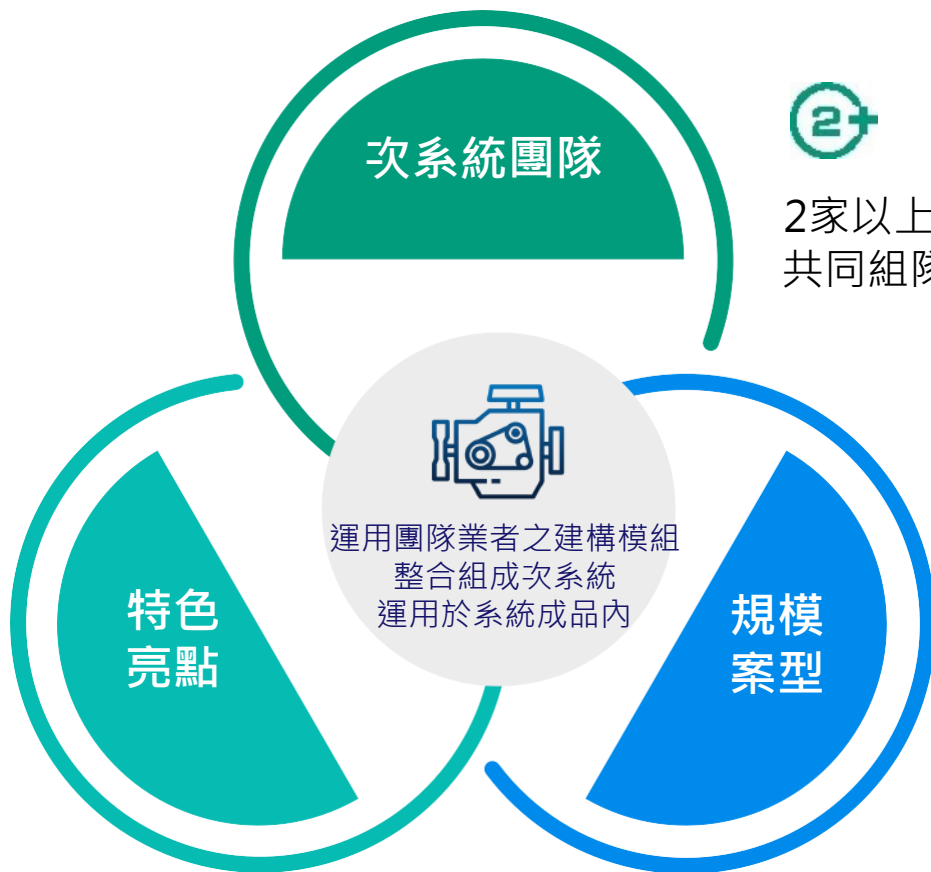 次系統團隊
2+
2家以上
共同組隊
運用團隊業者之建構模組
整合組成次系統
運用於系統成品內
特色
亮點
規模
案型